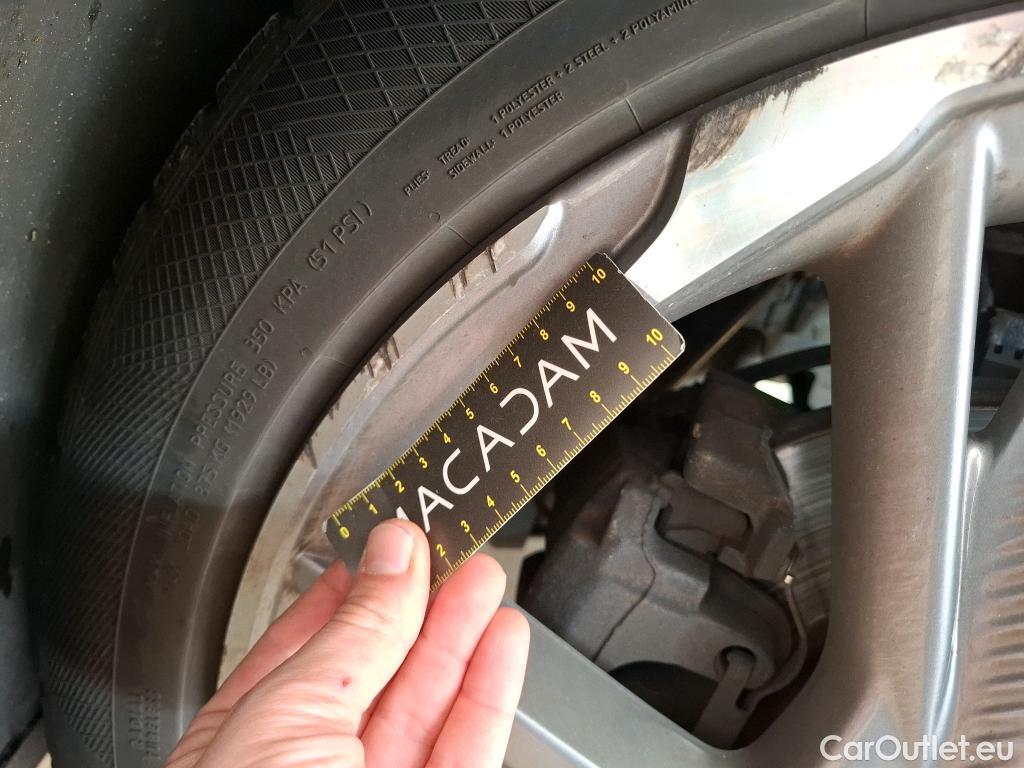 PLIES: TREAD: 1 POLYESTER + 2 STEEL + 2 POLYAMIDE
SIDEWALL: 1 POLYESTER
PRESSURE 350 KPA (51 PSI)
875 KG (1929 LB)
0 1 2 3 4 5 6 7 8 9 10
MACADAM
2 3 4 5 6 7 8 9 10
CarOutlet.eu